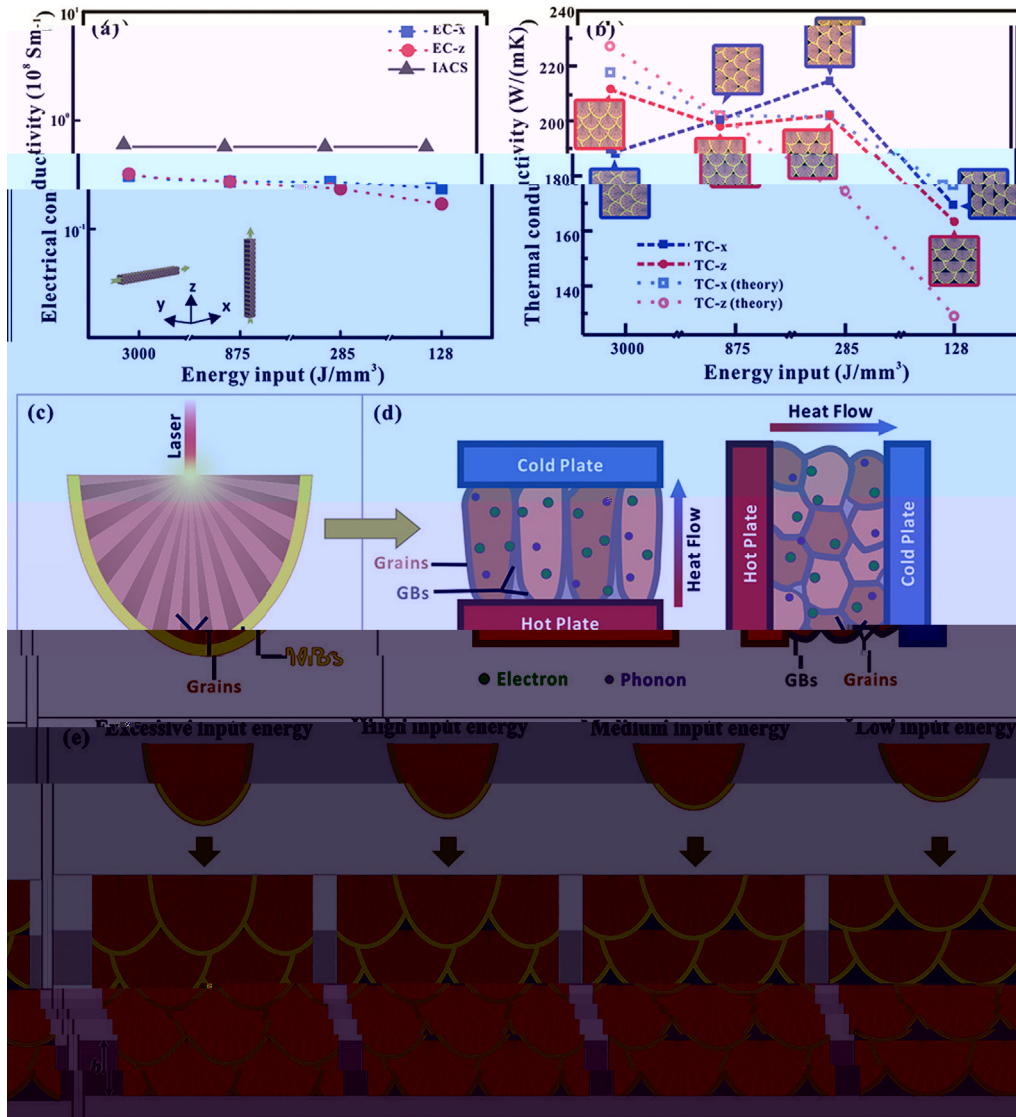 (a)
Electrical conductivity (10⁸ Sm⁻¹)
10¹
10⁰
10⁻¹
EC-x
EC-z
IACS
z
y x
3000 875 285 128
Energy input (J/mm³)
(b)
Thermal conductivity (W/(mK)
240
220
200
180
160
140
TC-x
TC-z
TC-x (theory)
TC-z (theory)
3000 875 285 128
Energy input (J/mm³)
(c)
Laser
Grains
MBs
(d)
Cold Plate
Heat Flow
Grains
GBs
Hot Plate
Heat Flow
Hot Plate
Cold Plate
GBs Grains
Electron Phonon
(e)
Excessive input energy High input energy Medium input energy Low input energy